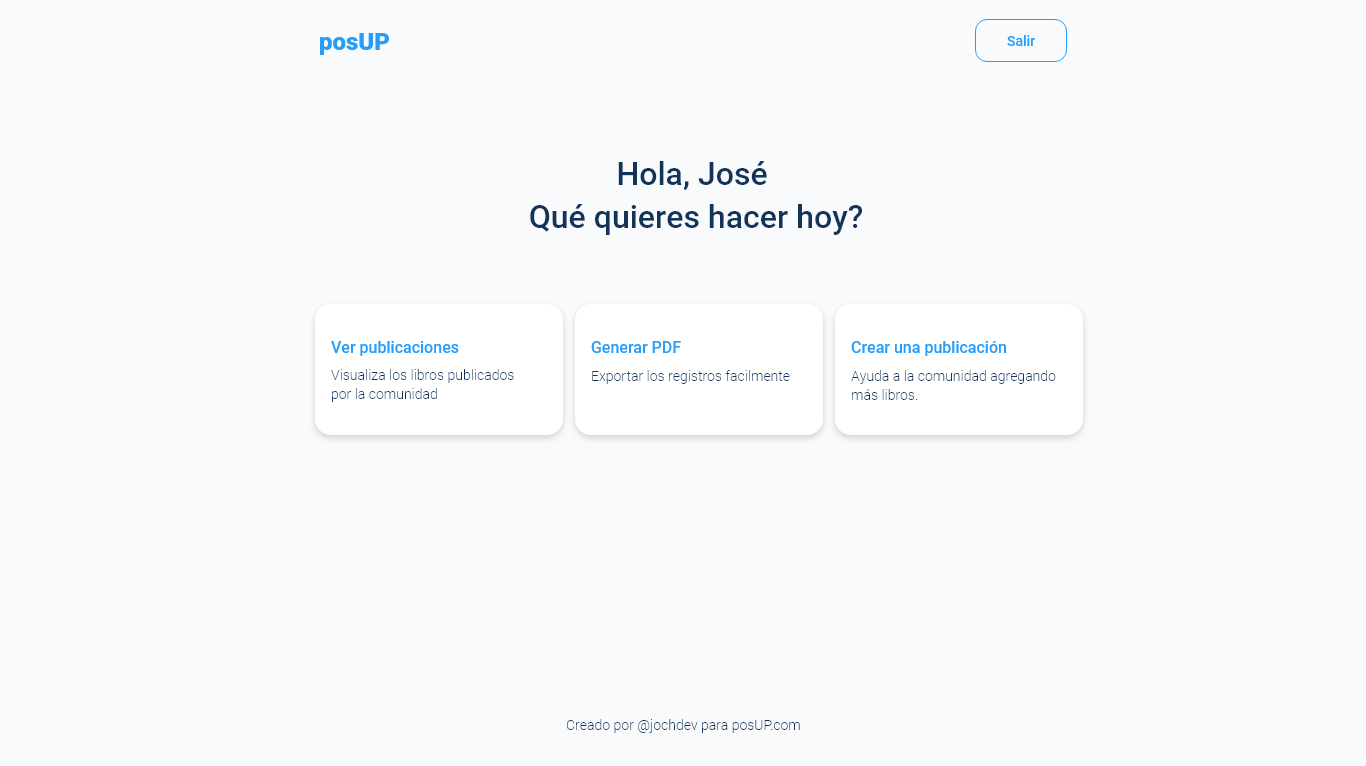 posUP
Salir
Hola, José
Qué quieres hacer hoy?
Ver publicaciones
Visualiza los libros publicados
por la comunidad
Generar PDF
Exportar los registros facilmente
Crear una publicación
Ayuda a la comunidad agregando
más libros.
Creado por @jochdev para posUP.com